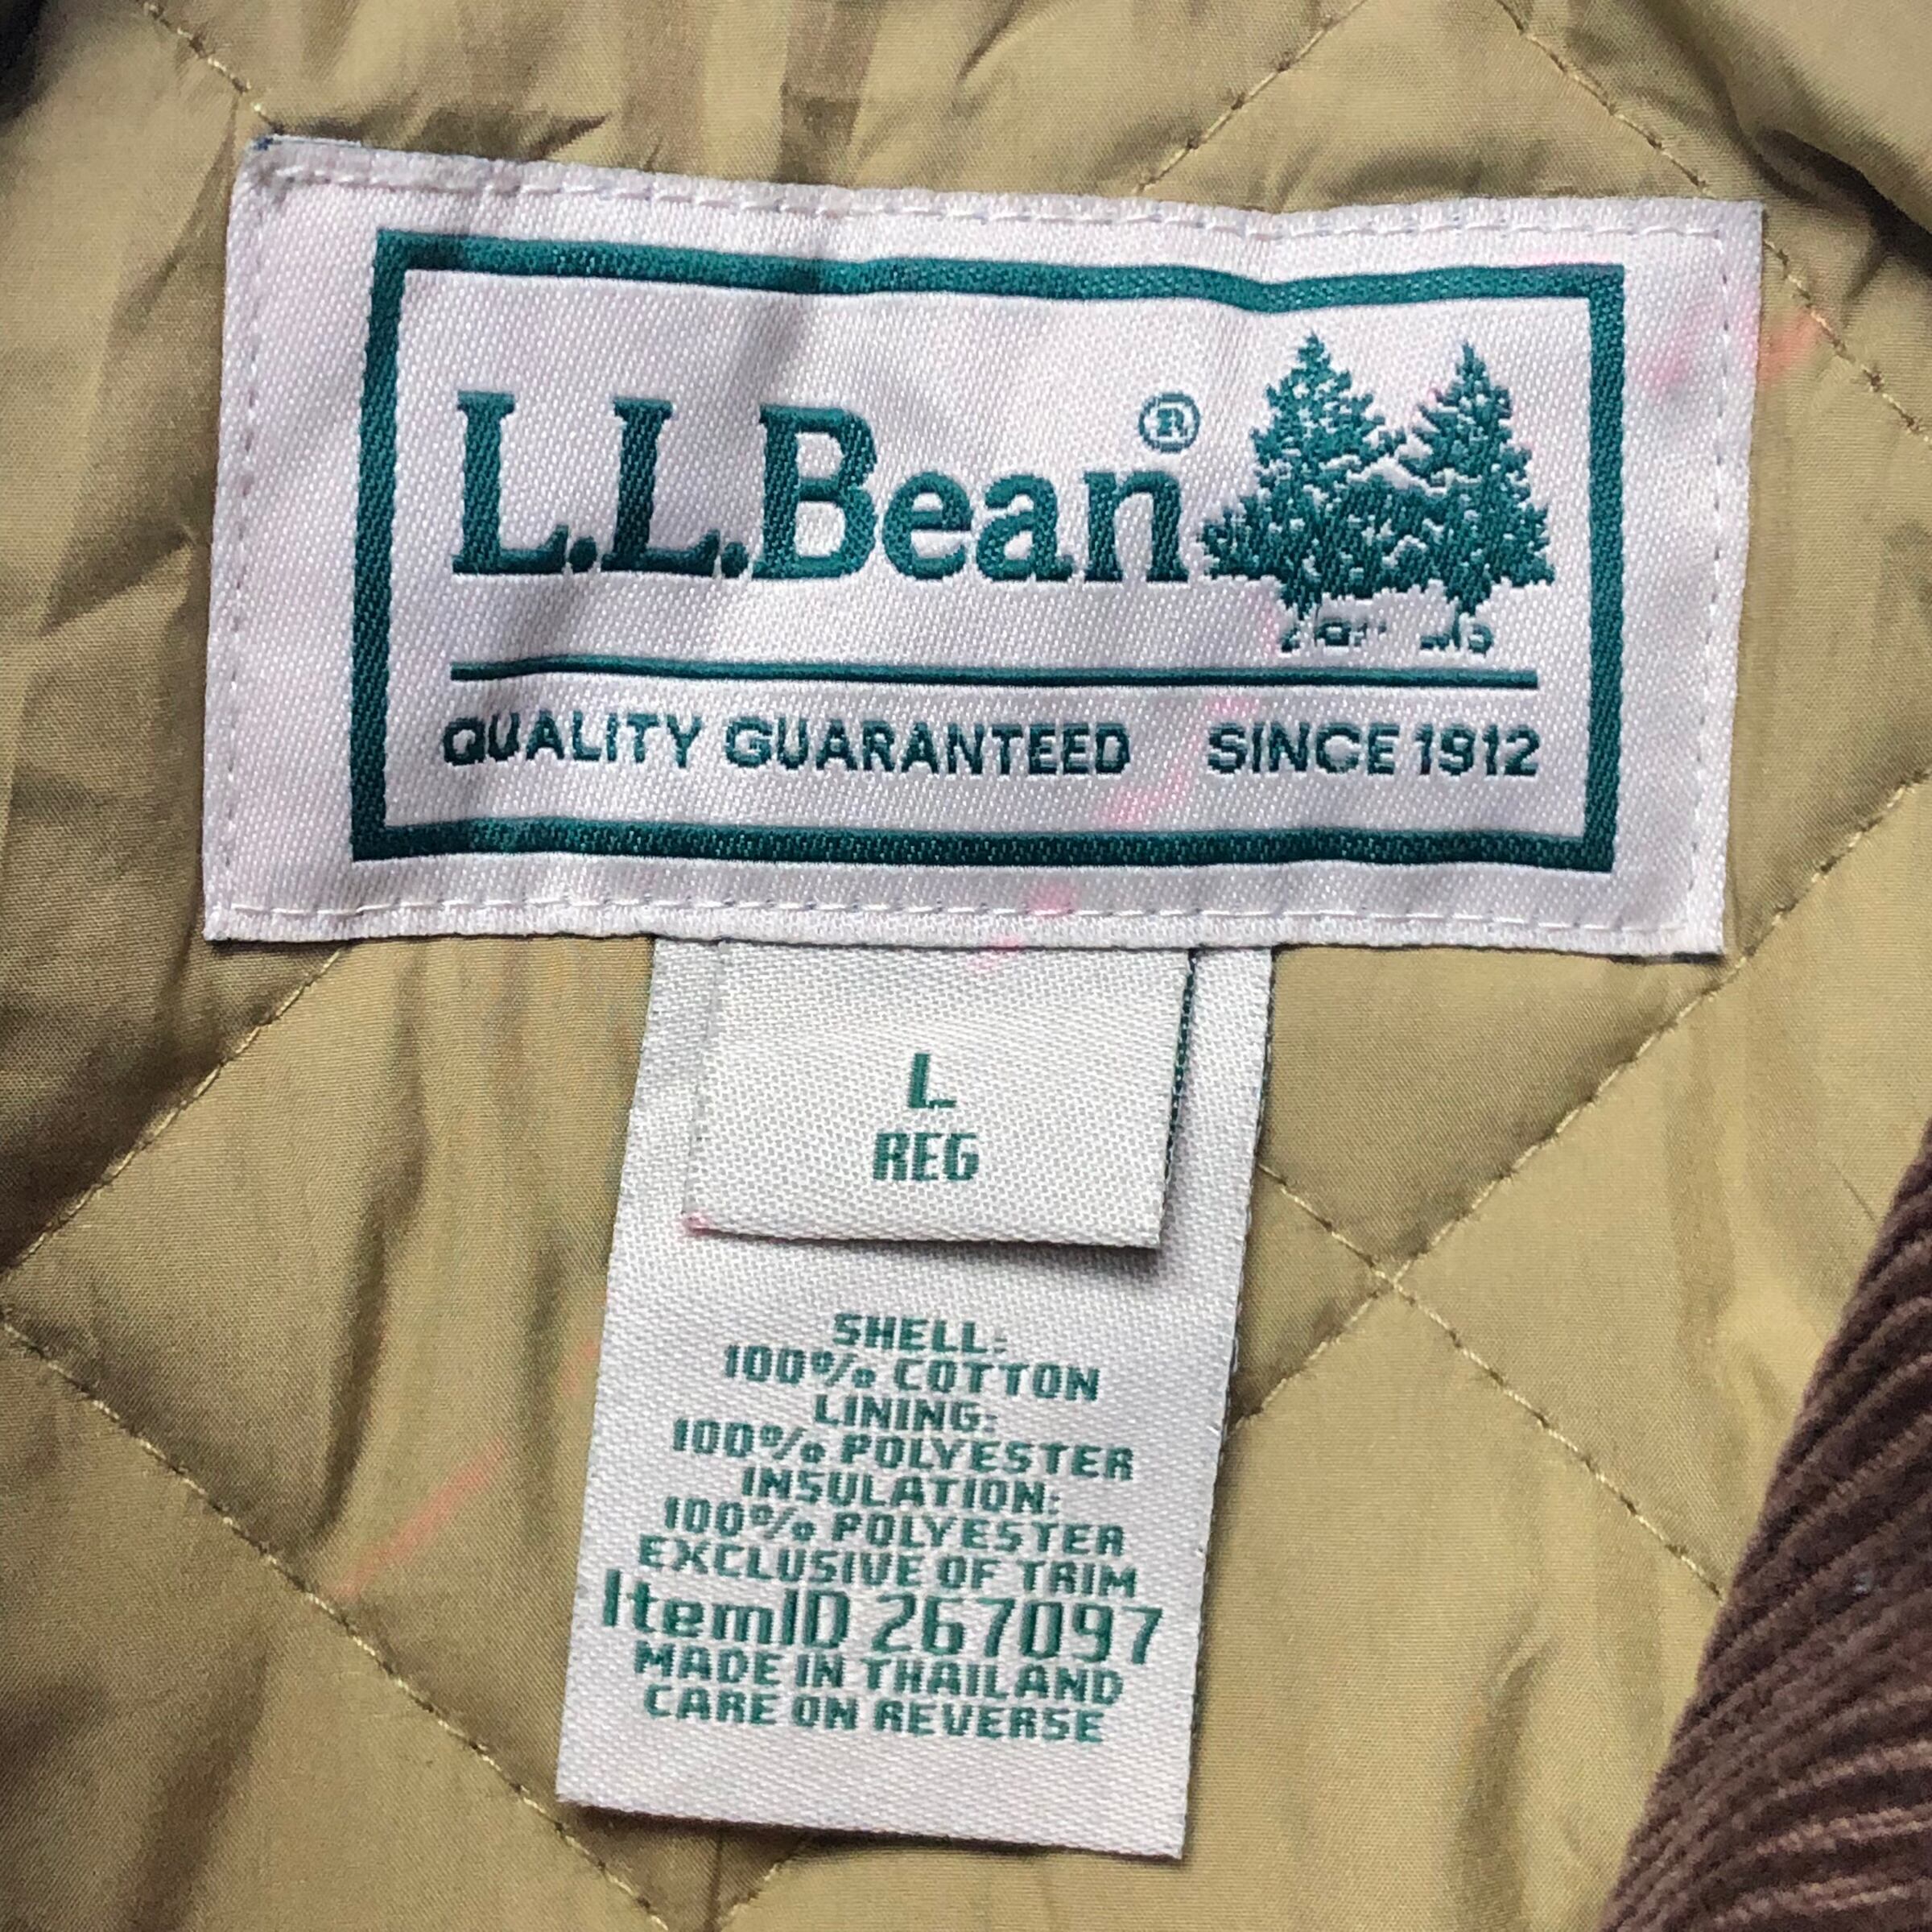 L.L.Bean®
QUALITY GUARANTEED SINCE 1912
L
REG
SHELL:
100% COTTON
LINING:
100% POLYESTER
INSULATION:
100% POLYESTER
EXCLUSIVE OF TRIM
ItemID 267097
MADE IN THAILAND
CARE ON REVERSE